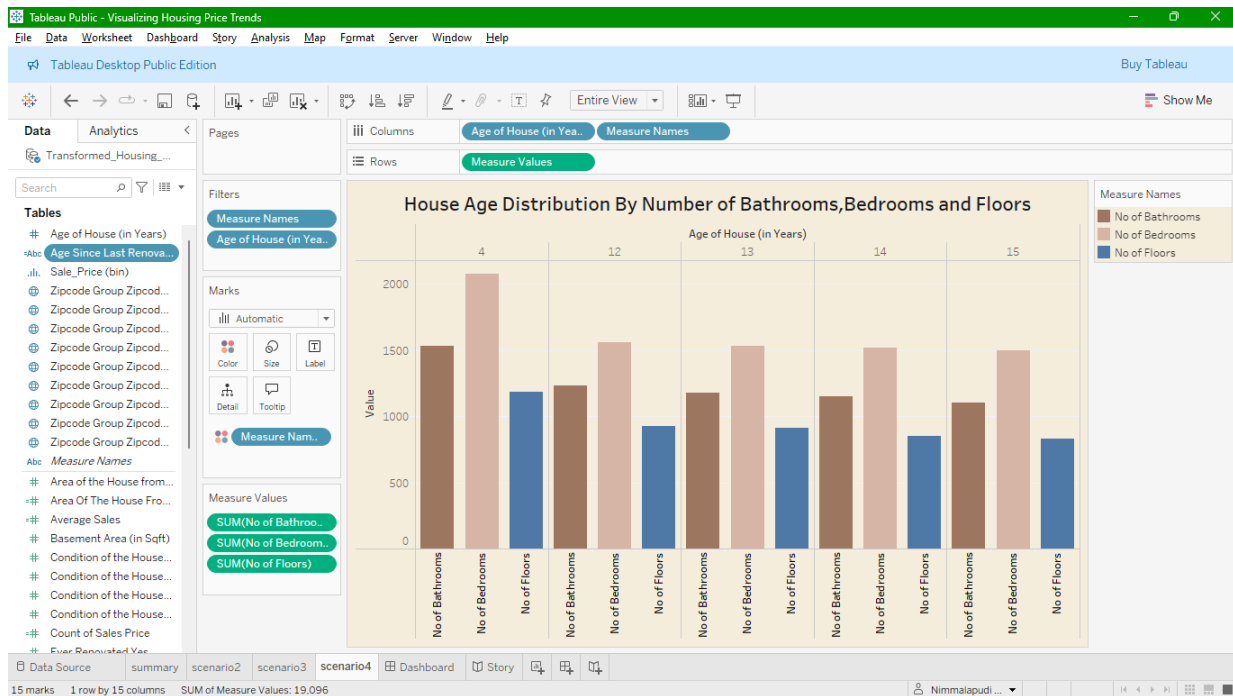 Tableau Public - Visualizing Housing Price Trends
File Data Worksheet Dashboard Story Analysis Map Format Server Window Help
Tableau Desktop Public Edition
Buy Tableau
Entire View
Show Me
Data Analytics
Transformed_Housing_...
Search
Tables
# Age of House (in Years)
=Abc Age Since Last Renova...
Sale_Price (bin)
Zipcode Group Zipcod...
Zipcode Group Zipcod...
Zipcode Group Zipcod...
Zipcode Group Zipcod...
Zipcode Group Zipcod...
Zipcode Group Zipcod...
Zipcode Group Zipcod...
Zipcode Group Zipcod...
Zipcode Group Zipcod...
Abc Measure Names
# Area of the House from...
=# Area Of The House Fro...
=# Average Sales
# Basement Area (in Sqft)
# Condition of the House...
# Condition of the House...
# Condition of the House...
# Condition of the House...
=# Count of Sales Price
# Ever Renovated Yes
Pages
Filters
Measure Names
Age of House (in Yea..
Marks
Automatic
Color Size Label
Detail Tooltip
Measure Nam..
Measure Values
SUM(No of Bathroo..
SUM(No of Bedroom..
SUM(No of Floors)
Columns
Age of House (in Yea.. Measure Names
Rows
Measure Values
House Age Distribution By Number of Bathrooms,Bedrooms and Floors
Age of House (in Years)
4 12 13 14 15
Value
2000
1500
1000
500
0
No of Bathrooms
No of Bedrooms
No of Floors
No of Bathrooms
No of Bedrooms
No of Floors
No of Bathrooms
No of Bedrooms
No of Floors
No of Bathrooms
No of Bedrooms
No of Floors
No of Bathrooms
No of Bedrooms
No of Floors
Measure Names
No of Bathrooms
No of Bedrooms
No of Floors
Data Source summary scenario2 scenario3 scenario4 Dashboard Story
15 marks 1 row by 15 columns SUM of Measure Values: 19,096
Nimmalapudi ...